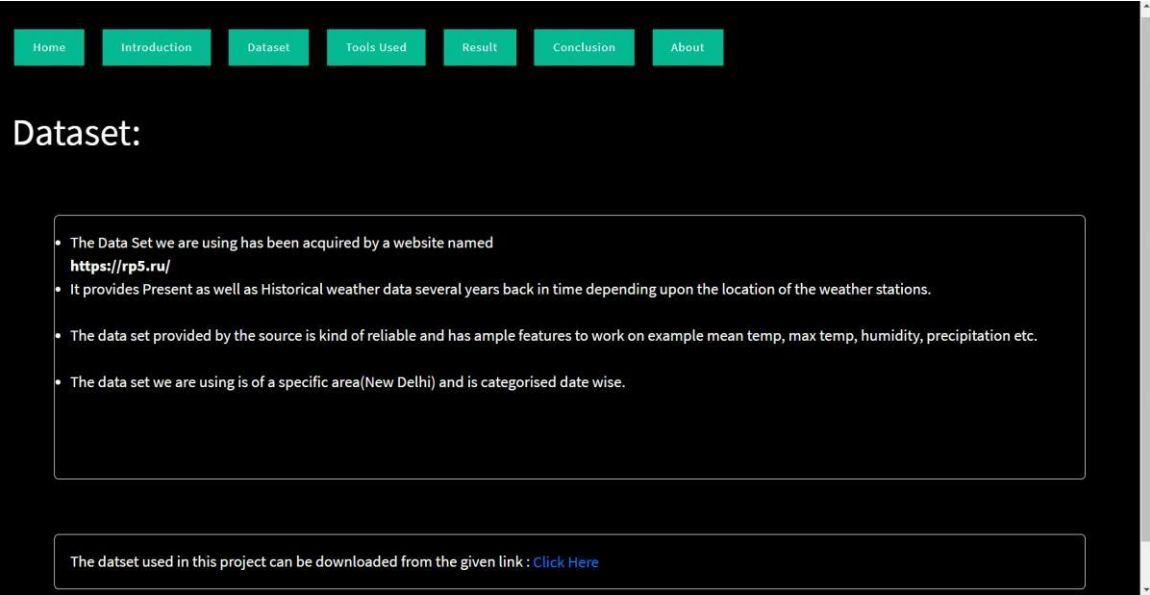 Home Introduction Dataset Tools Used Result Conclusion About
Dataset:
• The Data Set we are using has been acquired by a website named
https://rp5.ru/
• It provides Present as well as Historical weather data several years back in time depending upon the location of the weather stations.
• The data set provided by the source is kind of reliable and has ample features to work on example mean temp, max temp, humidity, precipitation etc.
• The data set we are using is of a specific area(New Delhi) and is categorised date wise.
The datset used in this project can be downloaded from the given link : Click Here